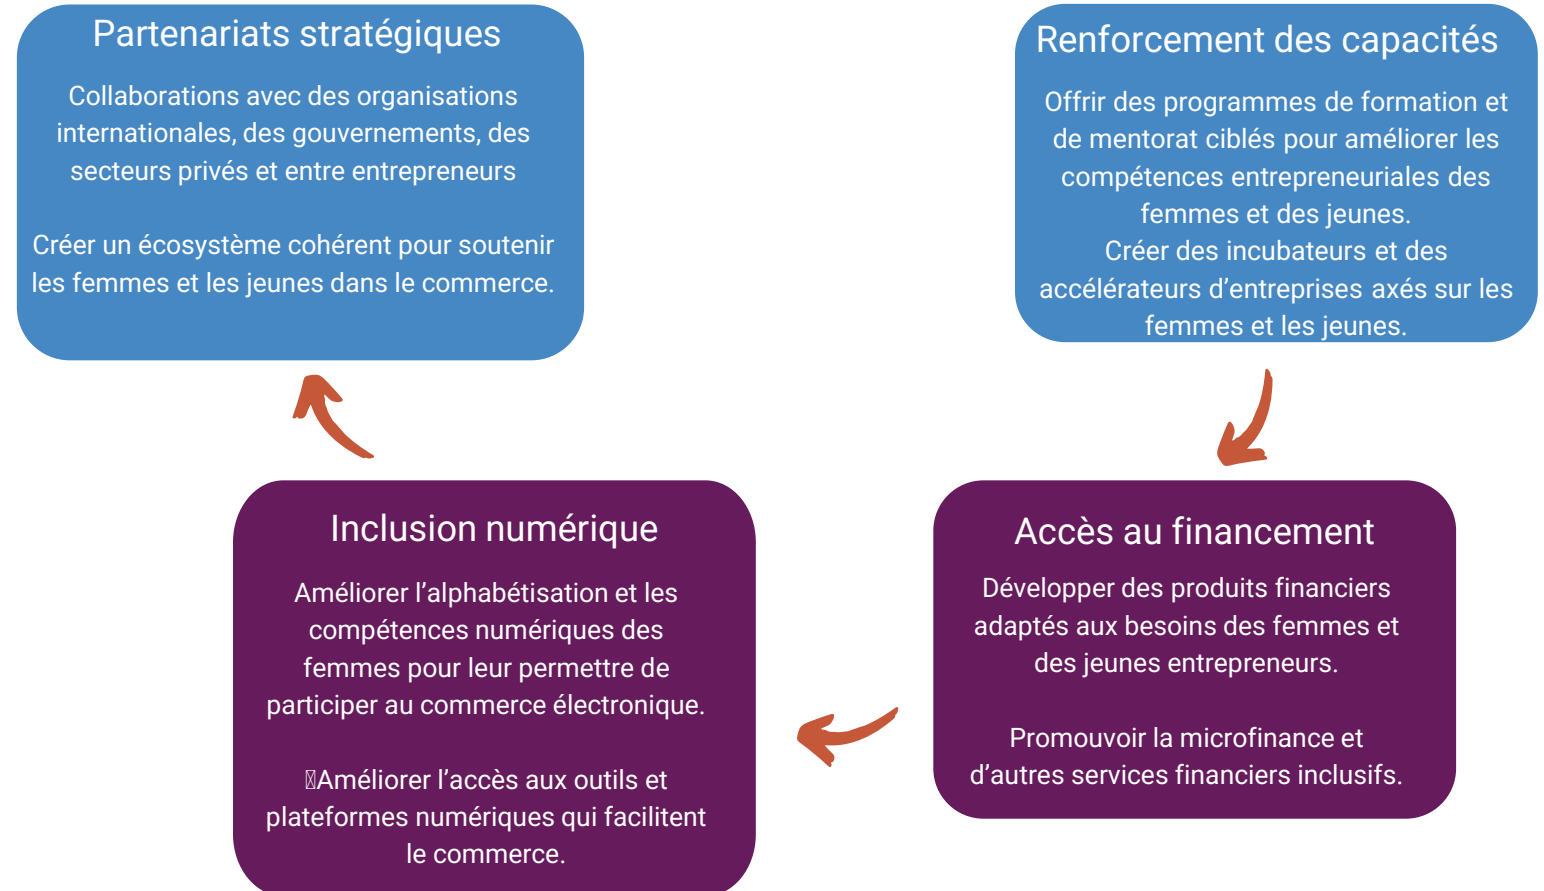 Partenariats stratégiques
Collaborations avec des organisations
internationales, des gouvernements, des
secteurs privés et entre entrepreneurs
Créer un écosystème cohérent pour soutenir
les femmes et les jeunes dans le commerce.
Renforcement des capacités
Offrir des programmes de formation et
de mentorat ciblés pour améliorer les
compétences entrepreneuriales des
femmes et des jeunes.
Créer des incubateurs et des
accélérateurs d’entreprises axés sur les
femmes et les jeunes.
Inclusion numérique
Améliorer l’alphabétisation et les
compétences numériques des
femmes pour leur permettre de
participer au commerce électronique.
Améliorer l’accès aux outils et
plateformes numériques qui facilitent
le commerce.
Accès au financement
Développer des produits financiers
adaptés aux besoins des femmes et
des jeunes entrepreneurs.
Promouvoir la microfinance et
d’autres services financiers inclusifs.